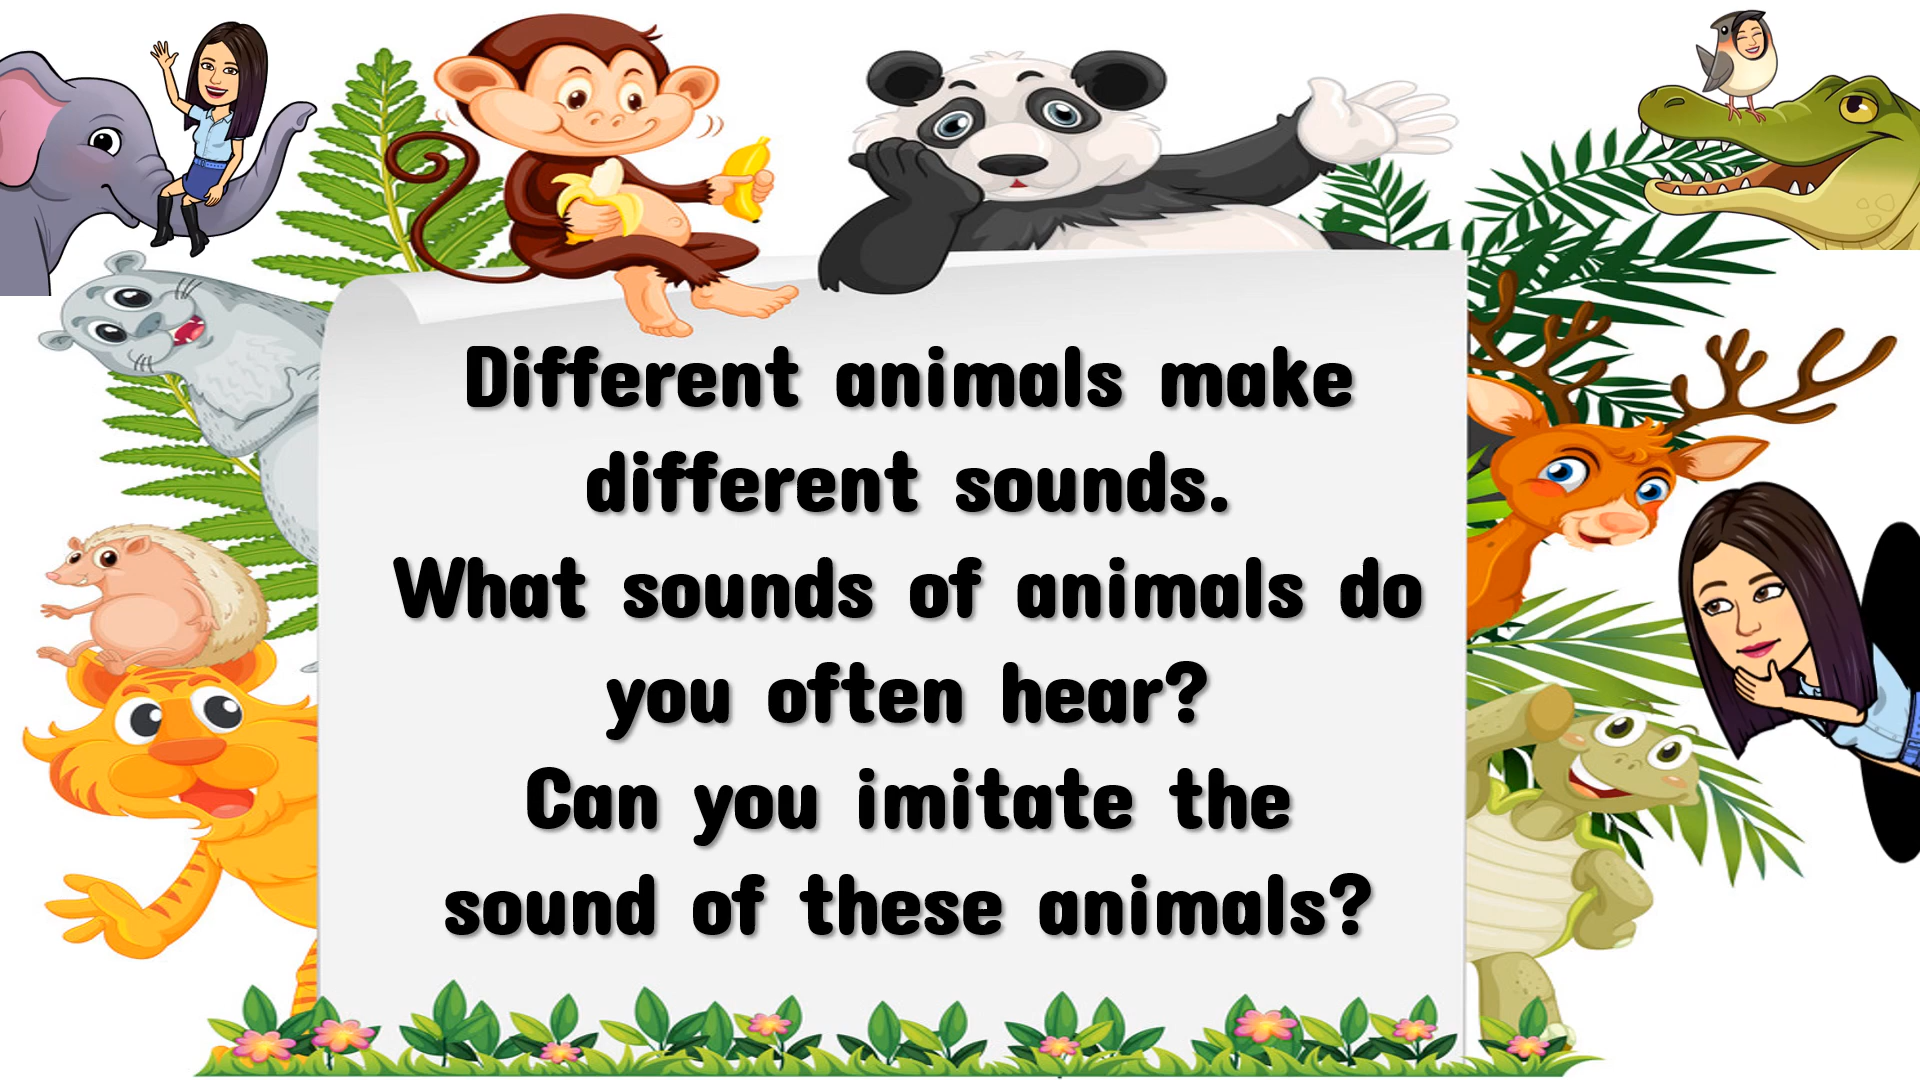 Different animals make
different sounds.
What sounds of animals do
you often hear?
Can you imitate the
sound of these animals?